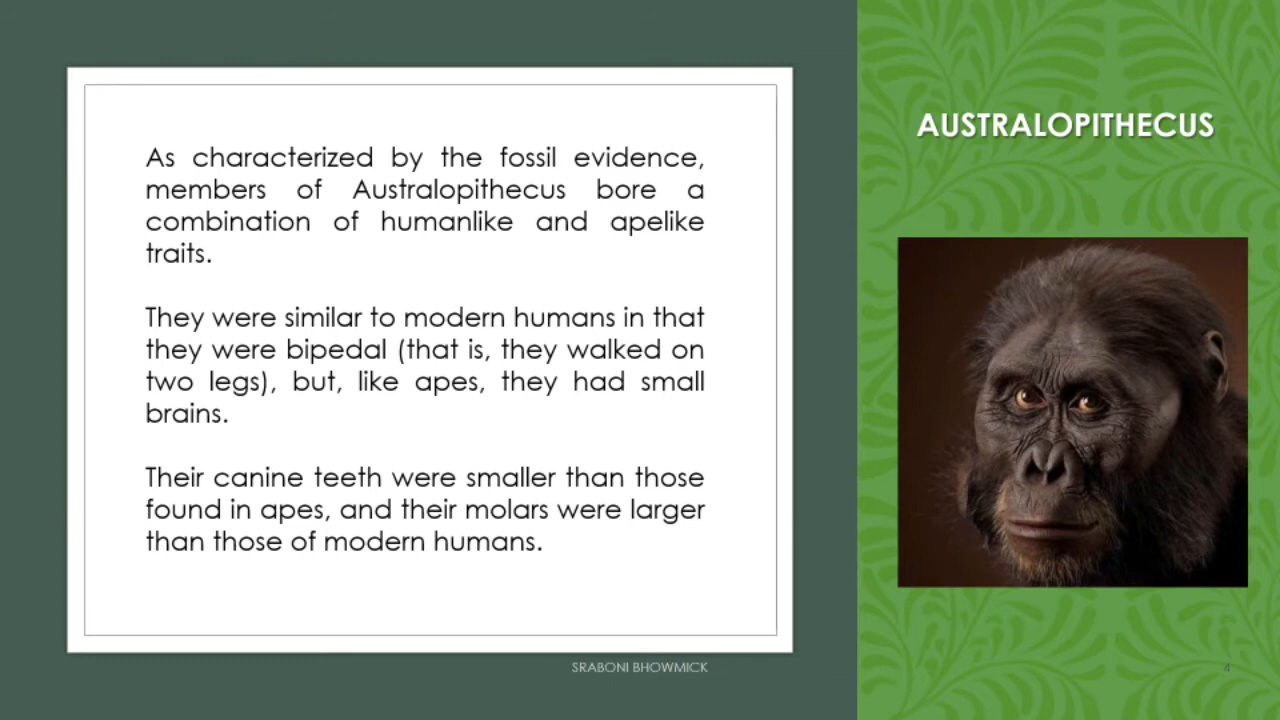 AUSTRALOPITHECUS
As characterized by the fossil evidence,
members of Australopithecus bore a
combination of humanlike and apelike
traits.
They were similar to modern humans in that
they were bipedal (that is, they walked on
two legs), but, like apes, they had small
brains.
Their canine teeth were smaller than those
found in apes, and their molars were larger
than those of modern humans.
SRABONI BHOWMICK
4